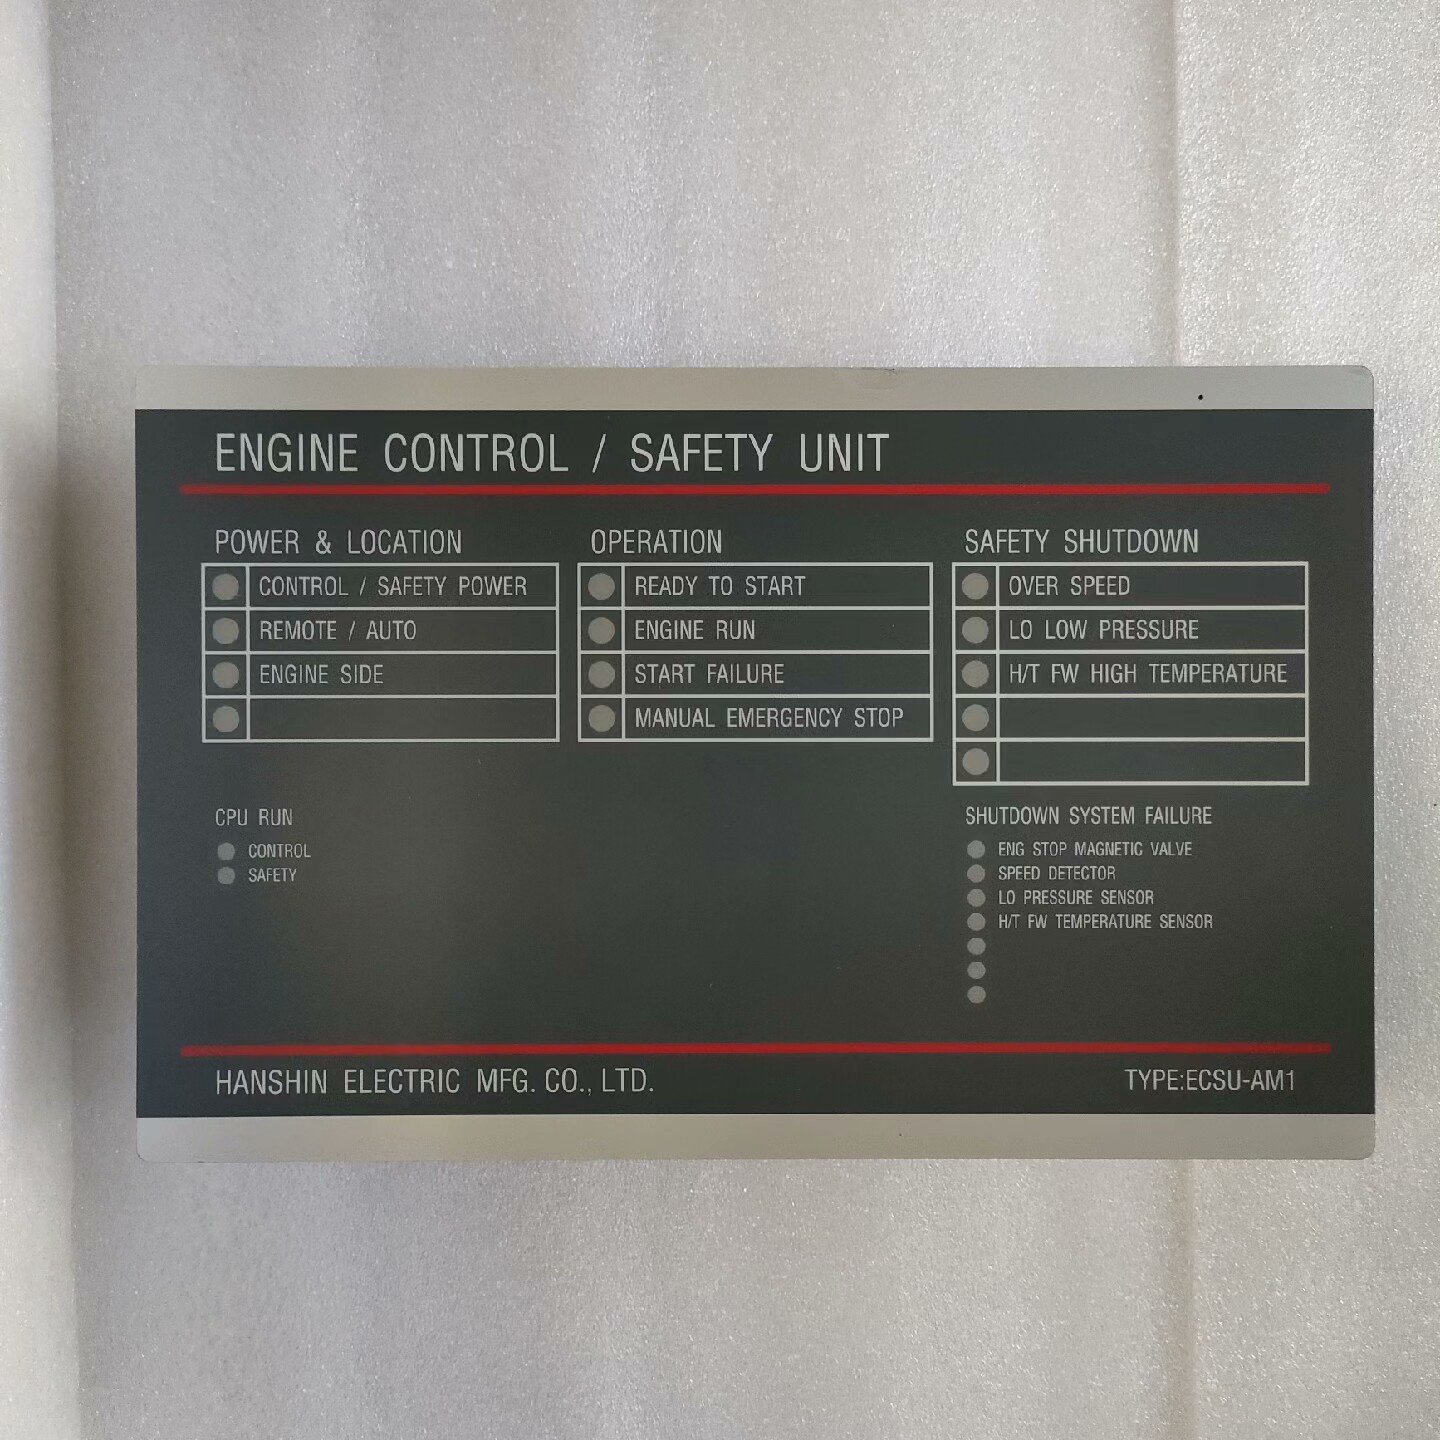 ENGINE CONTROL / SAFETY UNIT
POWER & LOCATION
CONTROL / SAFETY POWER
REMOTE / AUTO
ENGINE SIDE
OPERATION
READY TO START
ENGINE RUN
START FAILURE
MANUAL EMERGENCY STOP
SAFETY SHUTDOWN
OVER SPEED
LO LOW PRESSURE
H/T FW HIGH TEMPERATURE
CPU RUN
CONTROL
SAFETY
SHUTDOWN SYSTEM FAILURE
ENG STOP MAGNETIC VALVE
SPEED DETECTOR
LO PRESSURE SENSOR
H/T FW TEMPERATURE SENSOR
HANSHIN ELECTRIC MFG. CO., LTD.
TYPE:ECSU-AM1